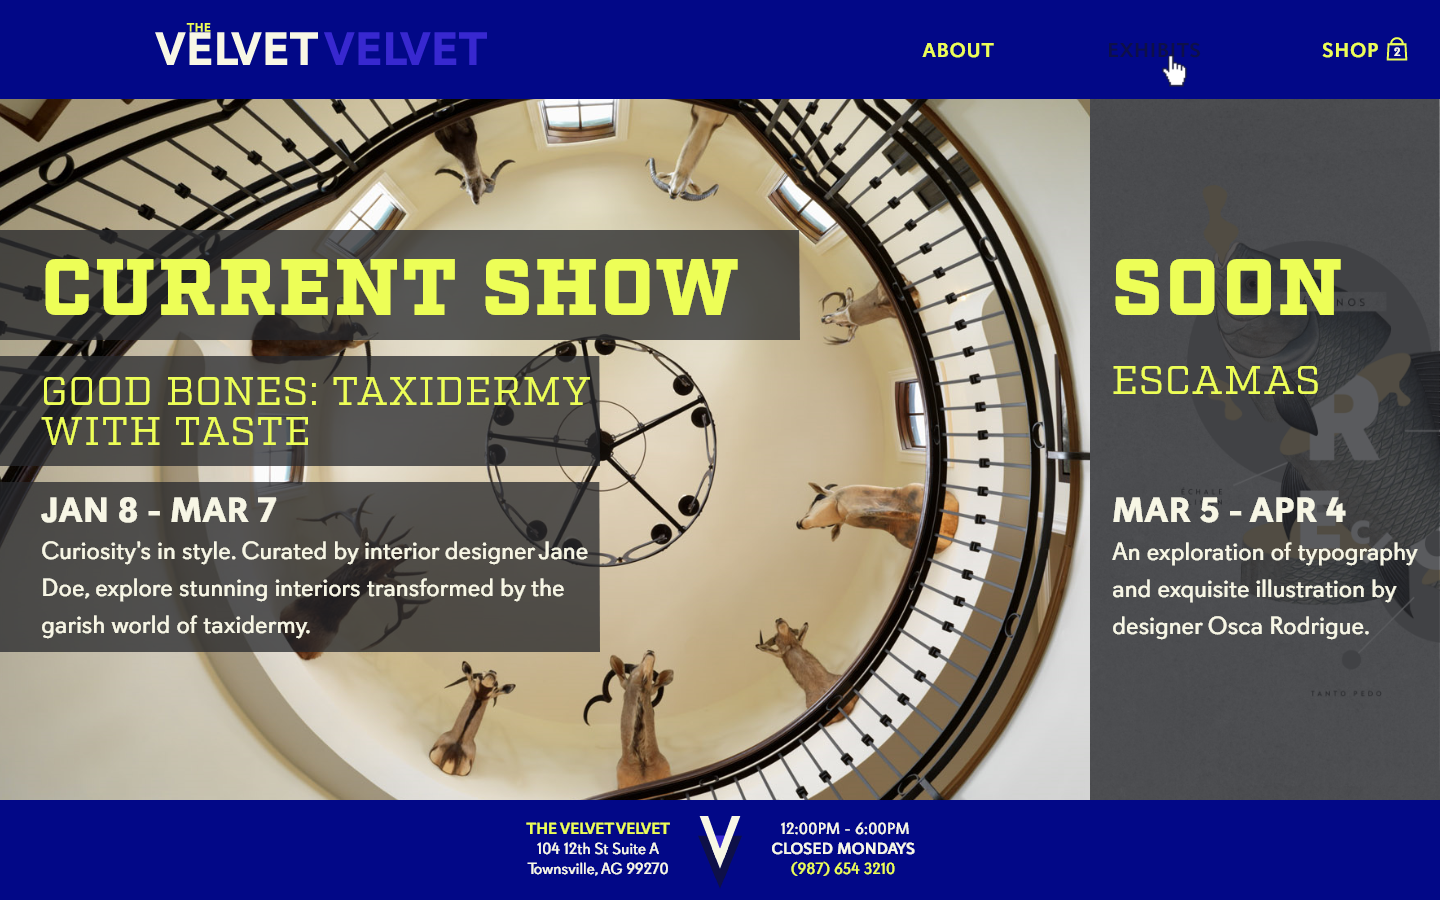 THE
VELVET VELVET
ABOUT
EXHIBITS
SHOP 2
CURRENT SHOW
GOOD BONES: TAXIDERMY
WITH TASTE
JAN 8 - MAR 7
Curiosity's in style. Curated by interior designer Jane
Doe, explore stunning interiors transformed by the
garish world of taxidermy.
SOON
NOS
ESCAMAS
R
MAR 5 - APR 4
An exploration of typography
and exquisite illustration by
designer Osca Rodrigue.
TANTO PEDO
THE VELVET VELVET
104 12th St Suite A
Townsville, AG 99270
V
12:00PM - 6:00PM
CLOSED MONDAYS
(987) 654 3210